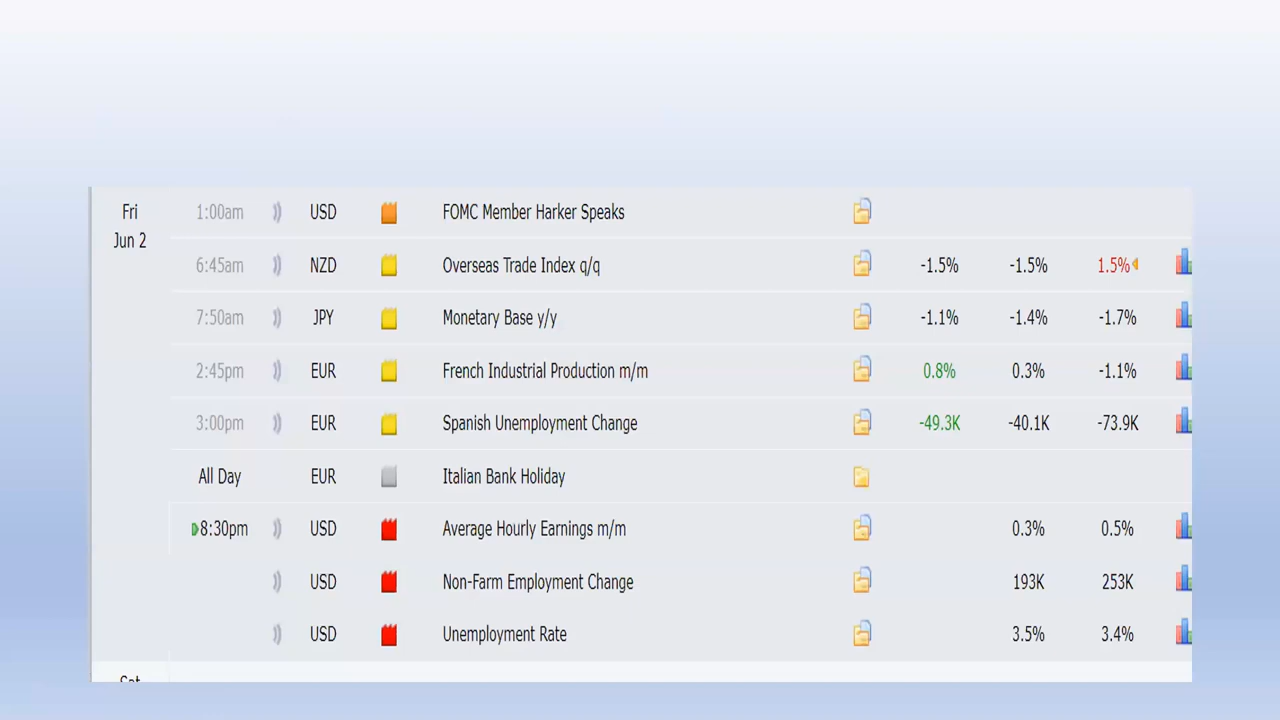 Fri 1:00am USD FOMC Member Harker Speaks
Jun 2
6:45am NZD Overseas Trade Index q/q -1.5% -1.5% 1.5%
7:50am JPY Monetary Base y/y -1.1% -1.4% -1.7%
2:45pm EUR French Industrial Production m/m 0.8% 0.3% -1.1%
3:00pm EUR Spanish Unemployment Change -49.3K -40.1K -73.9K
All Day EUR Italian Bank Holiday
8:30pm USD Average Hourly Earnings m/m 0.3% 0.5%
USD Non-Farm Employment Change 193K 253K
USD Unemployment Rate 3.5% 3.4%
Sat